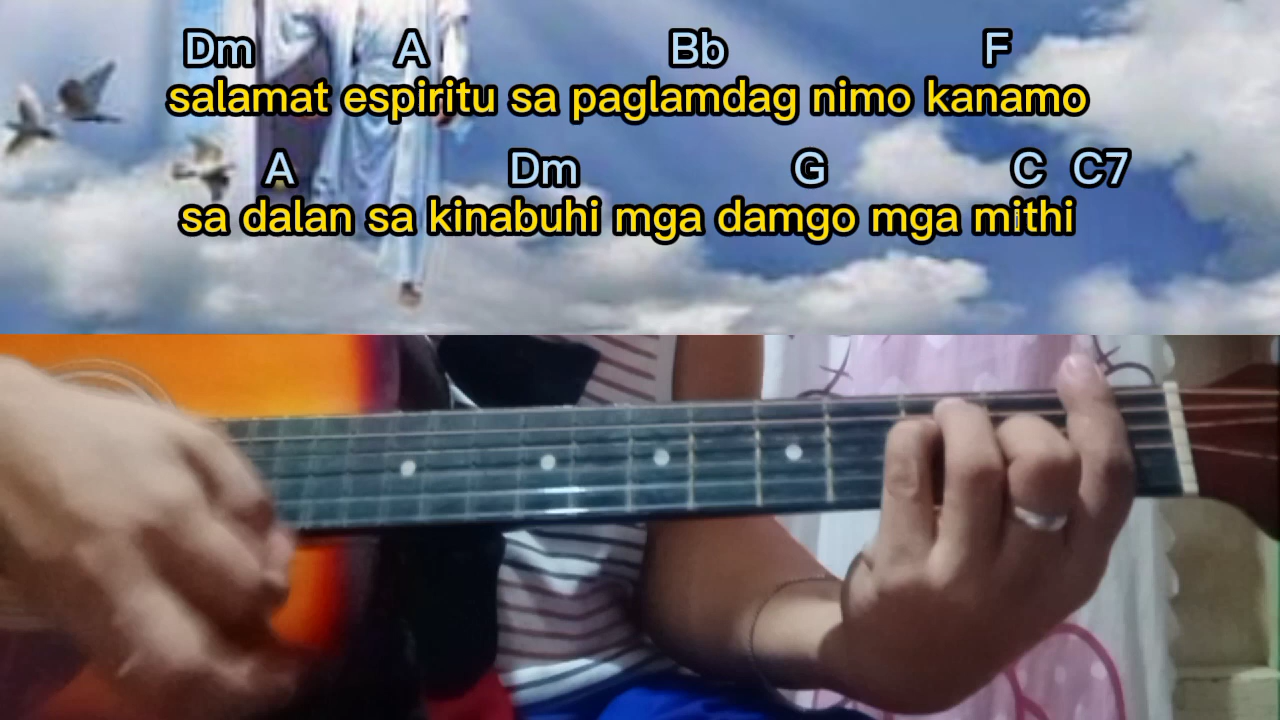 Dm A Bb F
salamat espiritu sa paglamdag nimo kanamo
A Dm G C C7
sa dalan sa kinabuhi mga damgo mga mithi